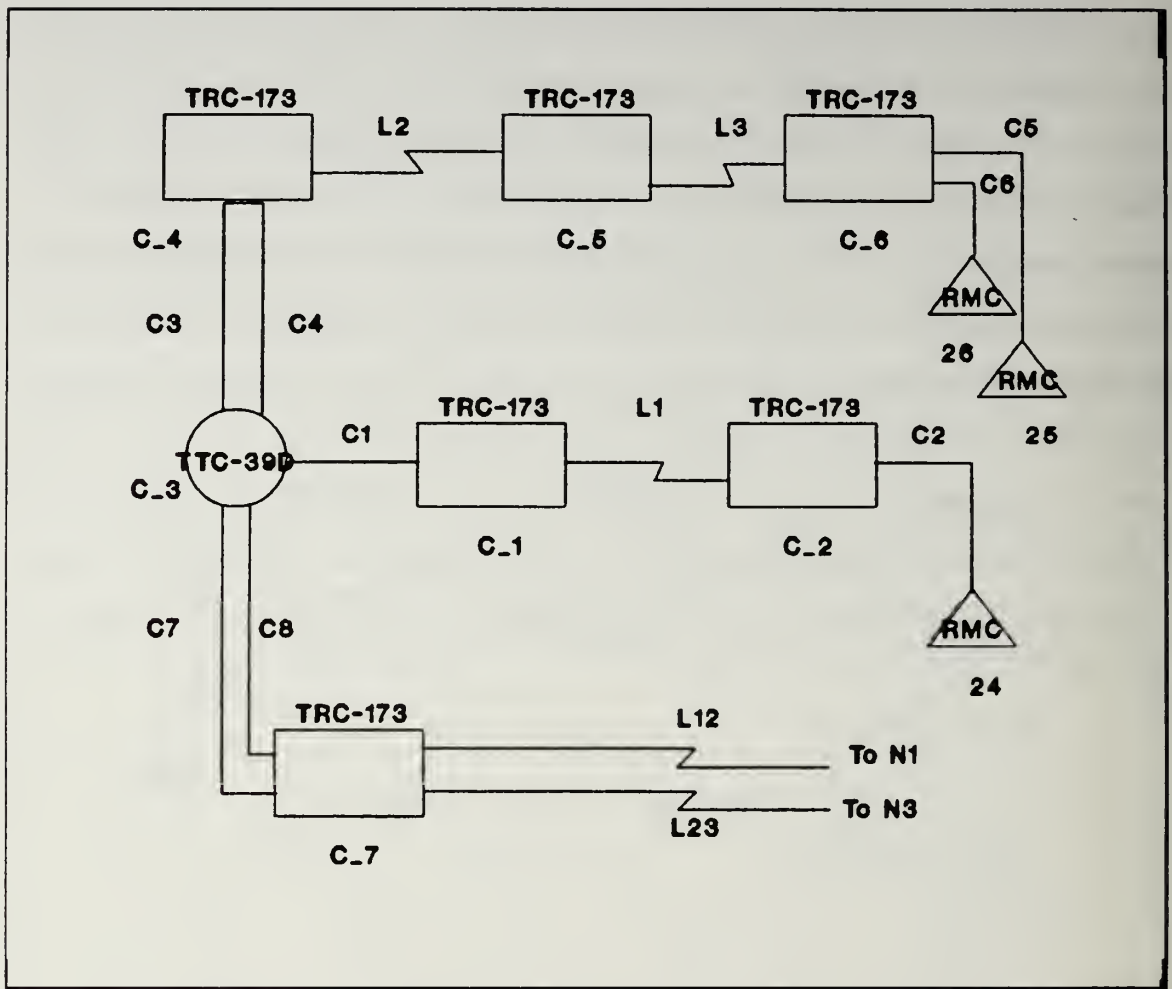 TRC-173 TRC-173 TRC-173
L2 L3 C5
C6
C_4 C_5 C_6
C3 C4
RMC
26
RMC
25
TRC-173 L1 TRC-173
C1 C2
TTC-39D
C_3
C_1 C_2
C7 C8
RMC
24
TRC-173 L12
To N1
To N3
L23
C_7